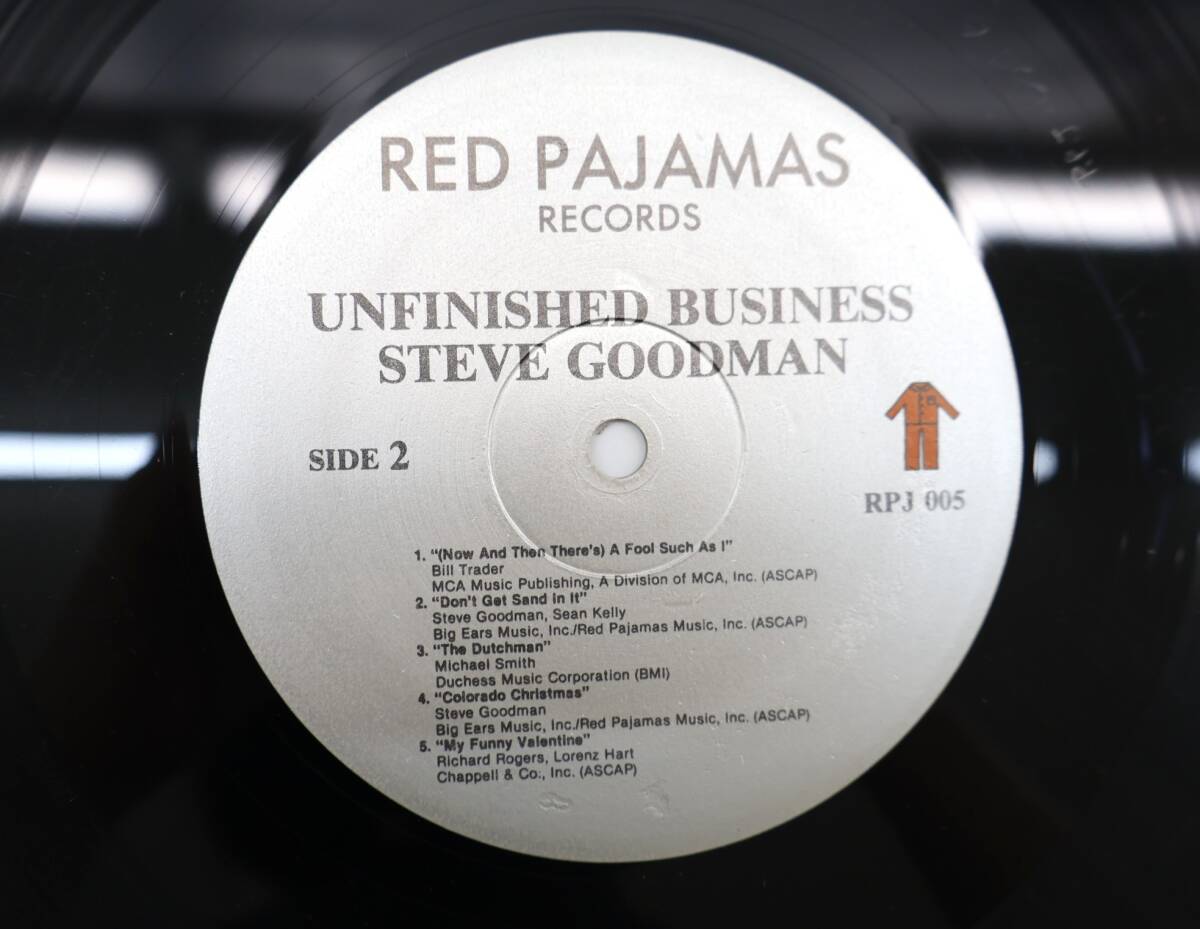 RED PAJAMAS
RECORDS
UNFINISHED BUSINESS
STEVE GOODMAN
SIDE 2
RPJ 005
1. "(Now And Then There's) A Fool Such As I"
Bill Trader
MCA Music Publishing, A Division of MCA, Inc. (ASCAP)
2. "Don't Get Sand in It"
Steve Goodman, Sean Kelly
Big Ears Music, Inc./Red Pajamas Music, Inc. (ASCAP)
3. "The Dutchman"
Michael Smith
Duchess Music Corporation (BMI)
4. "Colorado Christmas"
Steve Goodman
Big Ears Music, Inc./Red Pajamas Music, Inc. (ASCAP)
5. "My Funny Valentine"
Richard Rogers, Lorenz Hart
Chappell & Co., Inc. (ASCAP)